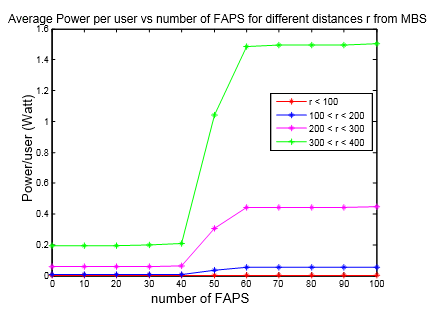 Average Power per user vs number of FAPS for different distances r from MBS
1.6
1.4
1.2
1
0.8
0.6
0.4
0.2
0
Power/user (Watt)
r < 100
100 < r < 200
200 < r < 300
300 < r < 400
0 10 20 30 40 50 60 70 80 90 100
number of FAPS